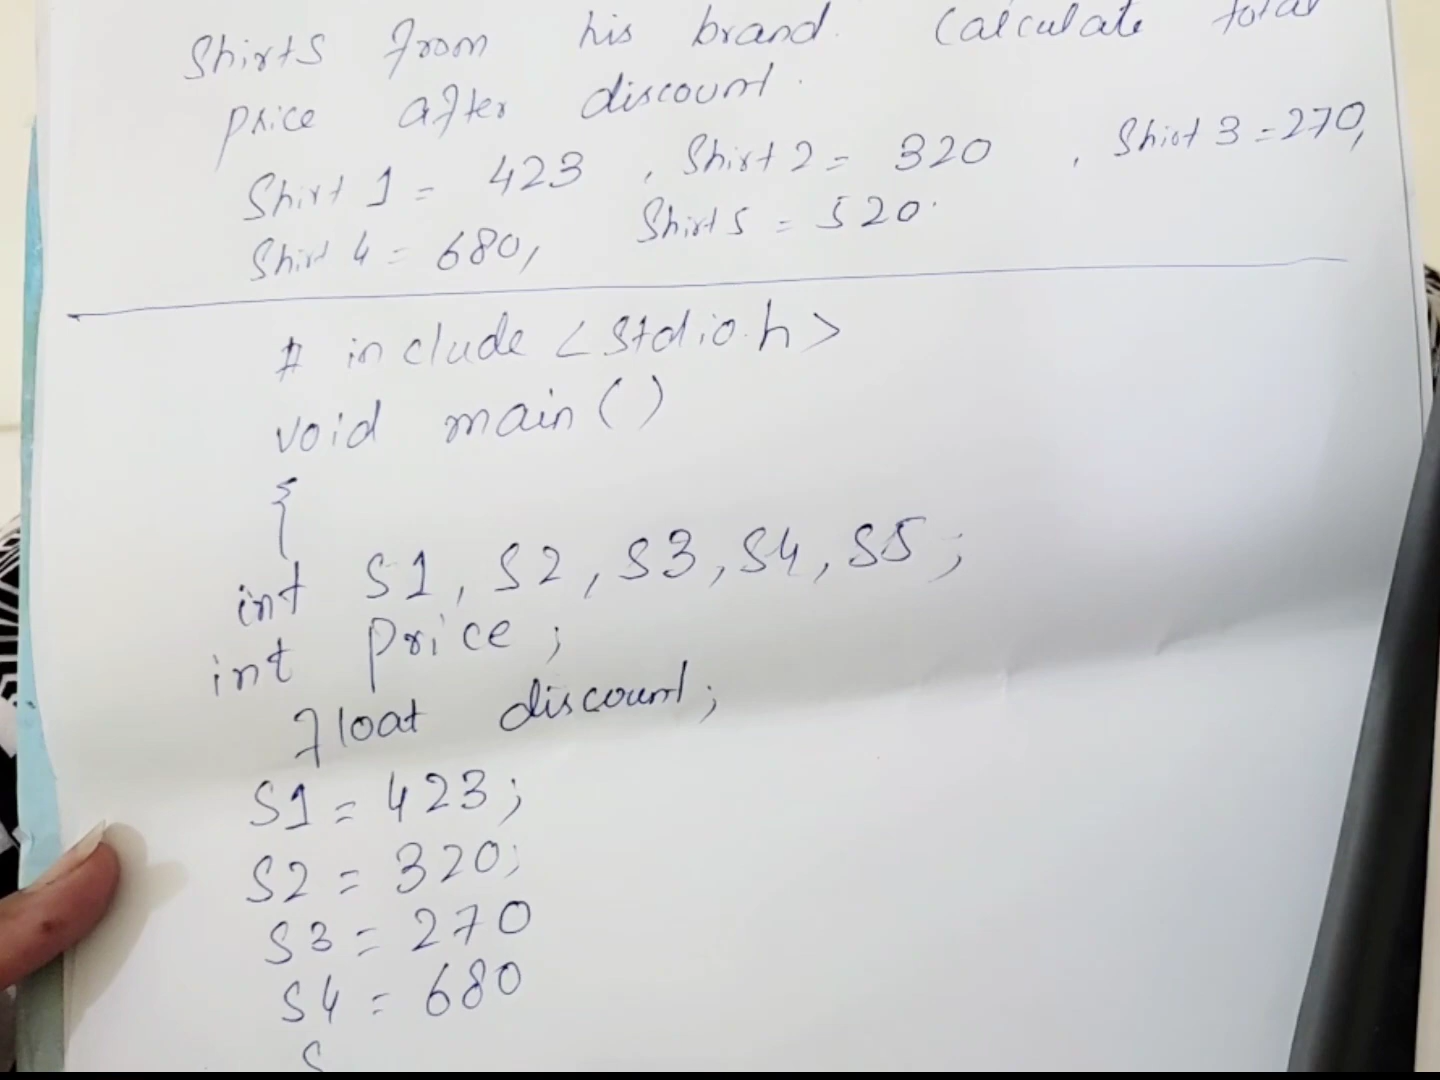 Shirts from his brand. Calculate total
price after discount.
Shirt 1 = 423 , Shirt 2 = 320 , Shirt 3 = 270,
Shirt 4 = 680, Shirt 5 = 520.
# include <stdio.h>
void main()
{
int S1, S2, S3, S4, S5;
int price;
float discount;
S1 = 423;
S2 = 320;
S3 = 270
S4 = 680
S